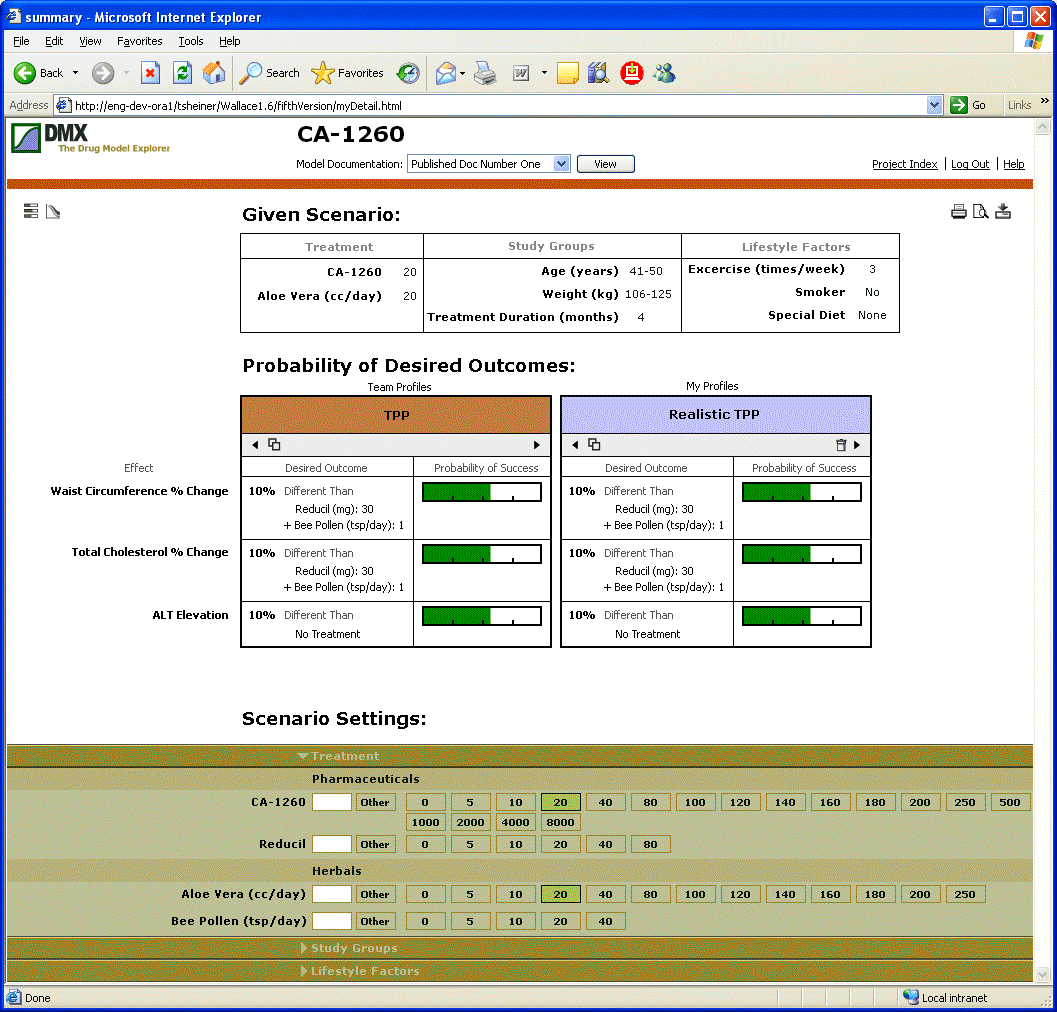 summary - Microsoft Internet Explorer
File Edit View Favorites Tools Help
Back Search Favorites
Address http://eng-dev-ora1/tsheiner/Wallace1.6/fifthVersion/myDetail.html Go Links »
DMX
The Drug Model Explorer
CA-1260
Model Documentation: Published Doc Number One View
Project Index | Log Out | Help
Given Scenario:
Treatment Study Groups Lifestyle Factors
CA-1260 20 Age (years) 41-50 Excercise (times/week) 3
Aloe Vera (cc/day) 20 Weight (kg) 106-125 Smoker No
Treatment Duration (months) 4 Special Diet None
Probability of Desired Outcomes:
Team Profiles My Profiles
TPP Realistic TPP
Effect Desired Outcome Probability of Success Desired Outcome Probability of Success
Waist Circumference % Change 10% Different Than 10% Different Than
Reducil (mg): 30 Reducil (mg): 30
+ Bee Pollen (tsp/day): 1 + Bee Pollen (tsp/day): 1
Total Cholesterol % Change 10% Different Than 10% Different Than
Reducil (mg): 30 Reducil (mg): 30
+ Bee Pollen (tsp/day): 1 + Bee Pollen (tsp/day): 1
ALT Elevation 10% Different Than 10% Different Than
No Treatment No Treatment
Scenario Settings:
Treatment
Pharmaceuticals
CA-1260 Other 0 5 10 20 40 80 100 120 140 160 180 200 250 500
1000 2000 4000 8000
Reducil Other 0 5 10 20 40 80
Herbals
Aloe Vera (cc/day) Other 0 5 10 20 40 80 100 120 140 160 180 200 250
Bee Pollen (tsp/day) Other 0 5 10 20 40
Study Groups
Lifestyle Factors
Done Local intranet